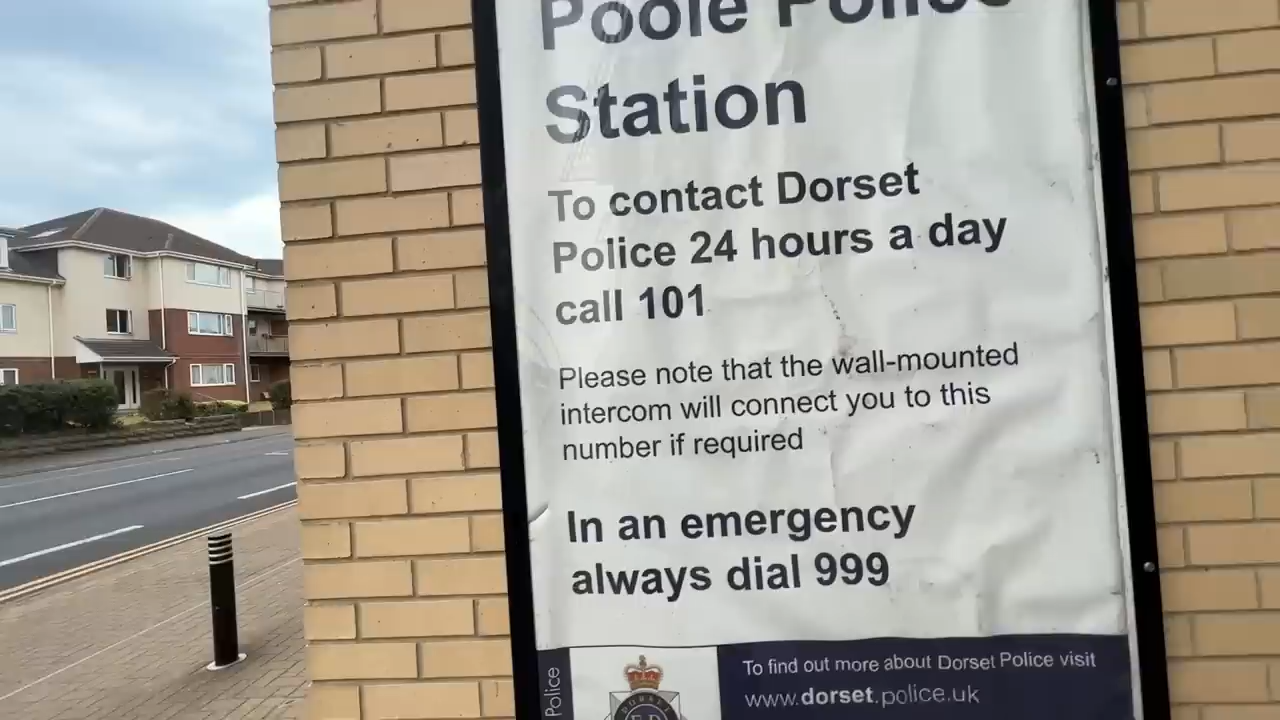 Poole Police
Station
To contact Dorset
Police 24 hours a day
call 101
Please note that the wall-mounted
intercom will connect you to this
number if required
In an emergency
always dial 999
Police
DORSET
To find out more about Dorset Police visit
www.dorset.police.uk